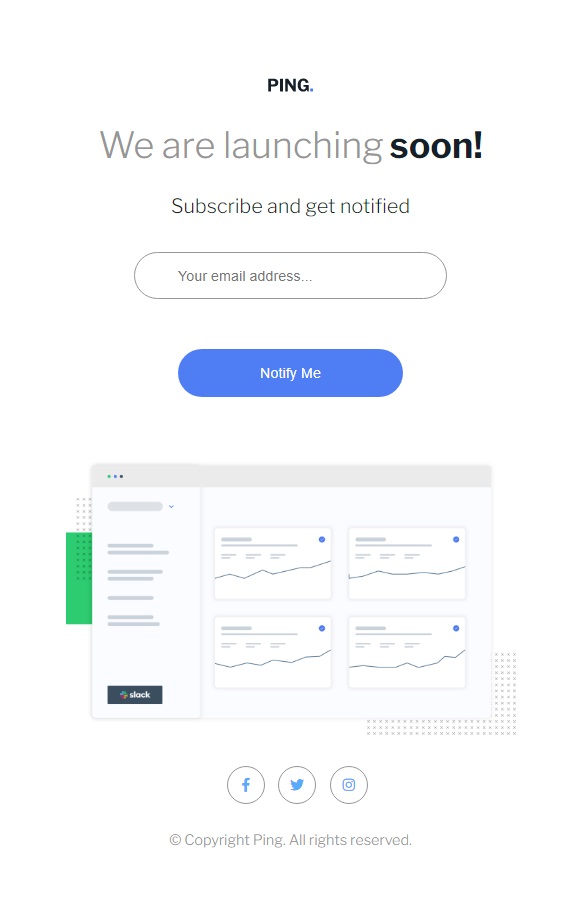 PING.
We are launching soon!
Subscribe and get notified
Your email address...
Notify Me
slack
© Copyright Ping. All rights reserved.